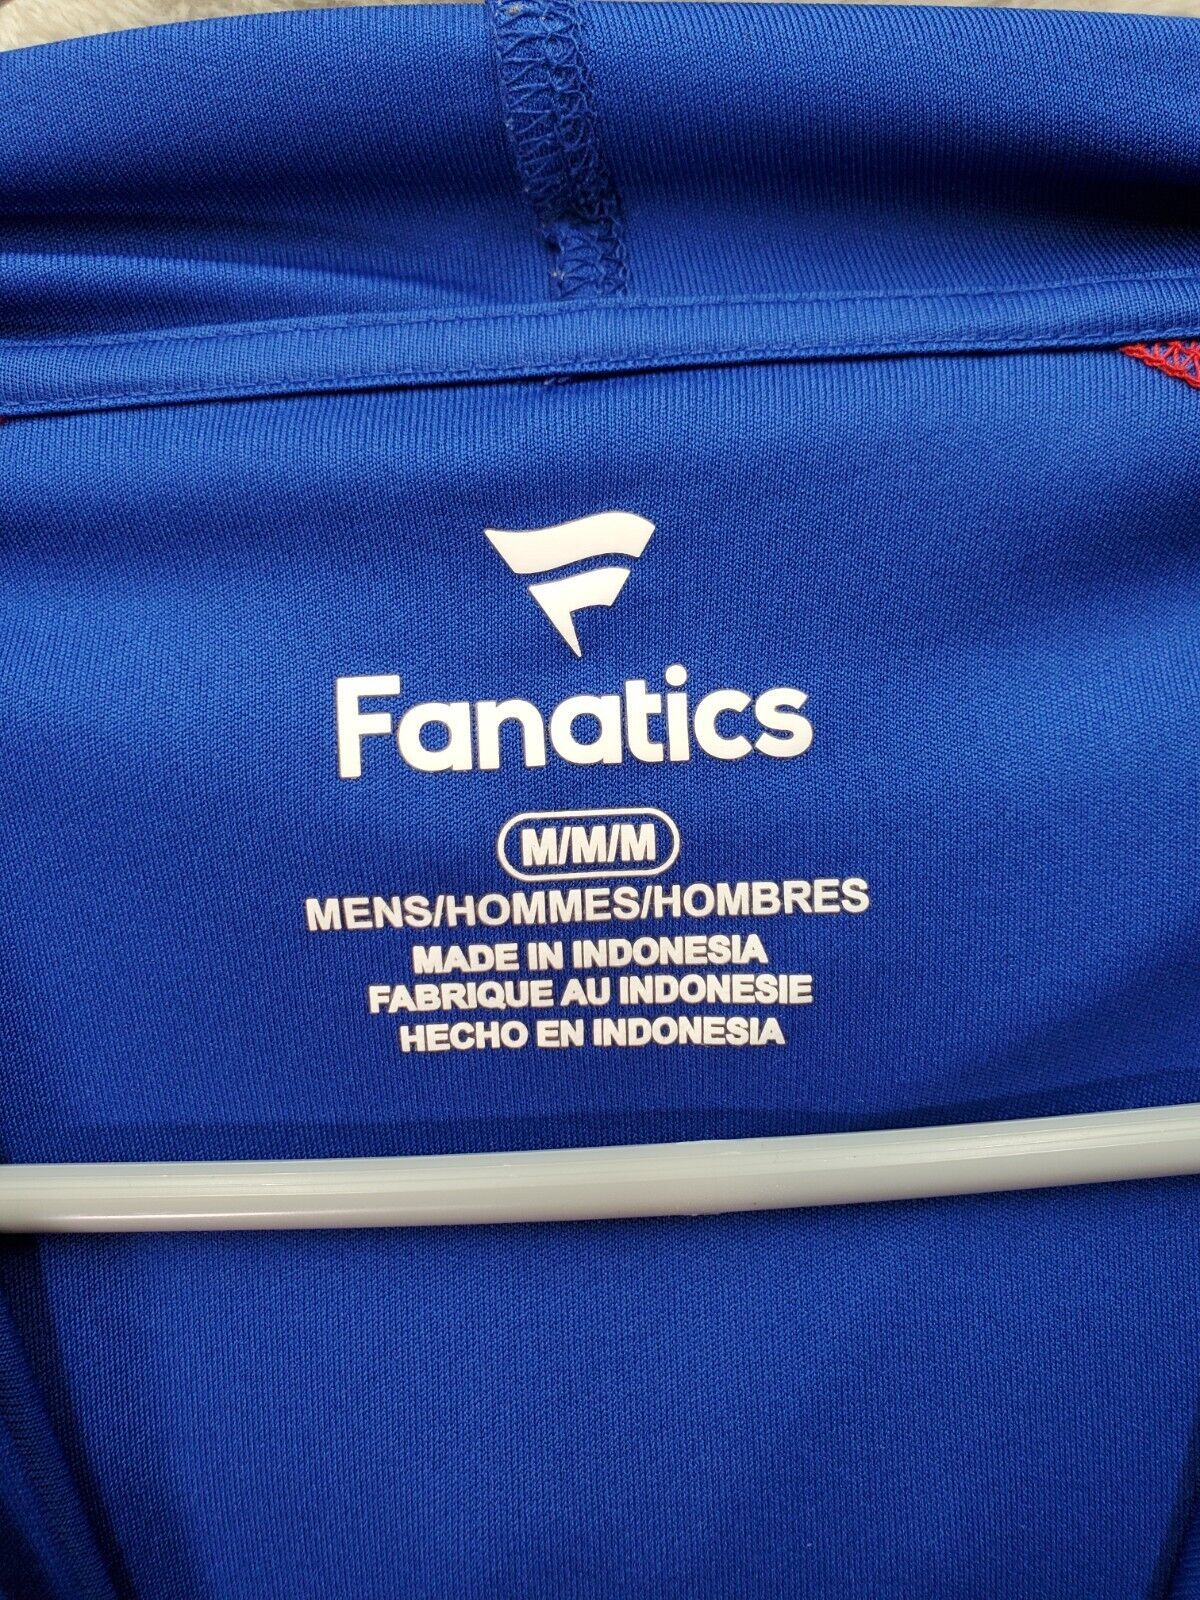 Fanatics
M/M/M
MENS/HOMMES/HOMBRES
MADE IN INDONESIA
FABRIQUE AU INDONESIE
HECHO EN INDONESIA